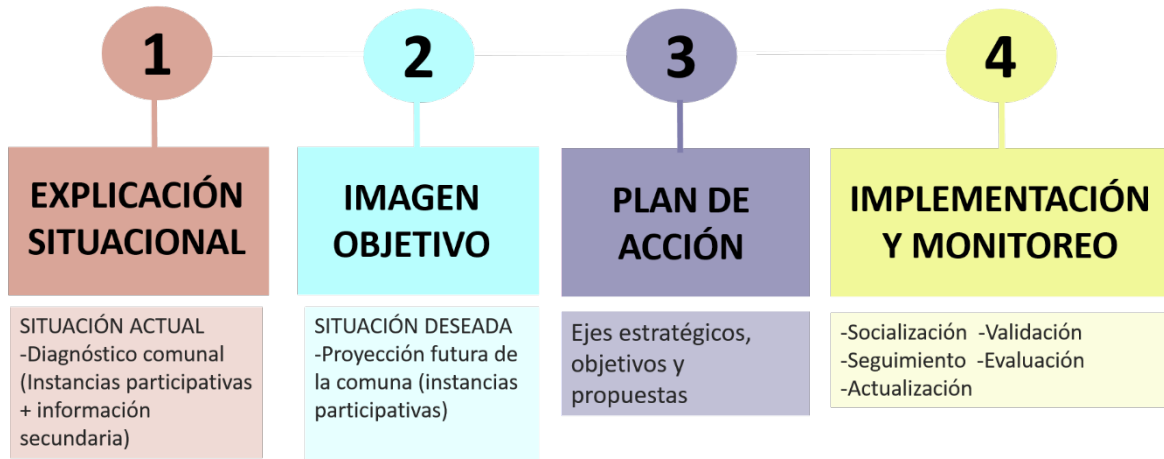 1
EXPLICACIÓN
SITUACIONAL
SITUACIÓN ACTUAL
-Diagnóstico comunal
(Instancias participativas
+ información
secundaria)
2
IMAGEN
OBJETIVO
SITUACIÓN DESEADA
-Proyección futura de
la comuna (instancias
participativas)
3
PLAN DE
ACCIÓN
Ejes estratégicos,
objetivos y
propuestas
4
IMPLEMENTACIÓN
Y MONITOREO
-Socialización -Validación
-Seguimiento -Evaluación
-Actualización